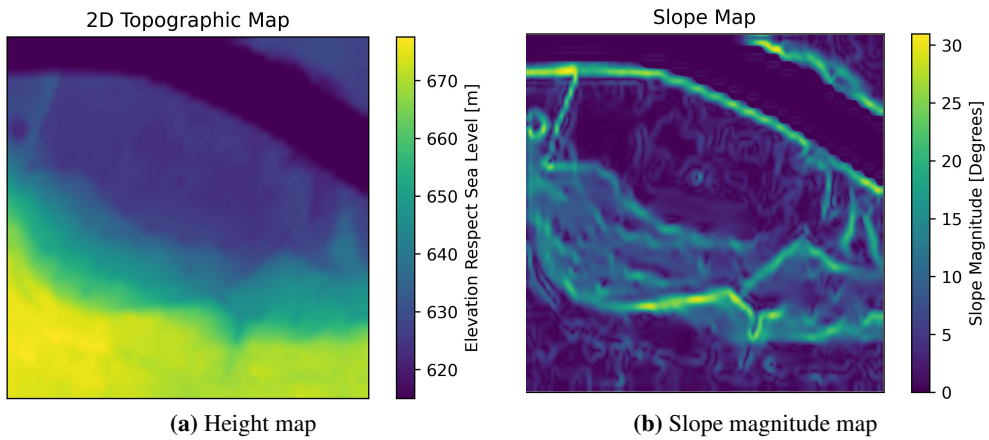 2D Topographic Map
670
660
650
640
630
620
Elevation Respect Sea Level [m]
(a) Height map
Slope Map
30
25
20
15
10
5
0
Slope Magnitude [Degrees]
(b) Slope magnitude map